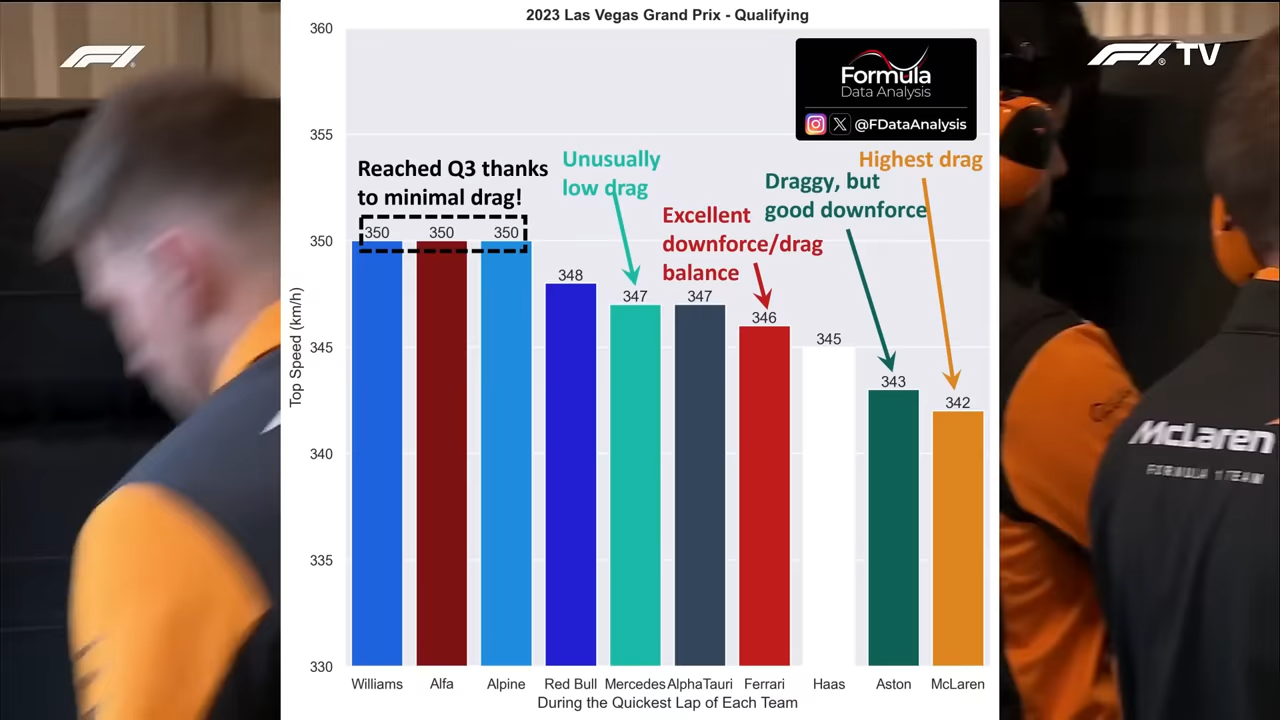 F1
F1 TV
2023 Las Vegas Grand Prix - Qualifying
Formula
Data Analysis
@FDataAnalysis
Reached Q3 thanks
to minimal drag!
Unusually
low drag
Excellent
downforce/drag
balance
Draggy, but
good downforce
Highest drag
Top Speed (km/h)
360
355
350
345
340
335
330
350
350
350
348
347
347
346
345
343
342
Williams
Alfa
Alpine
Red Bull
Mercedes
AlphaTauri
Ferrari
Haas
Aston
McLaren
During the Quickest Lap of Each Team
McLaren
FORMULA 1 TEAM